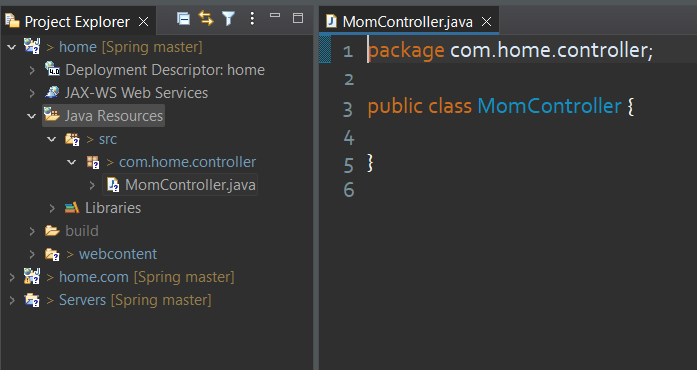 Project Explorer
> home [Spring master]
Deployment Descriptor: home
JAX-WS Web Services
Java Resources
> src
> com.home.controller
MomController.java
Libraries
build
> webcontent
> home.com [Spring master]
> Servers [Spring master]
MomController.java
1 package com.home.controller;
2
3 public class MomController {
4
5 }
6